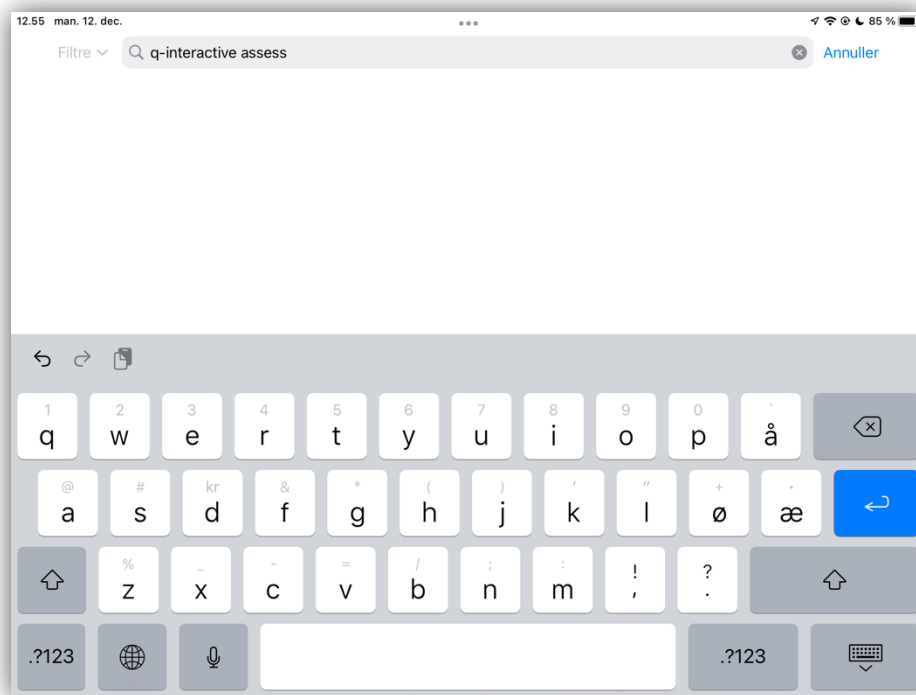 12.55 man. 12. dec. 85 %
Filtre q-interactive assess Annuller
1 2 3 4 5 6 7 8 9 0 `
q w e r t y u i o p å
@ # kr & * ( ) ' " + ·
a s d f g h j k l ø æ
% _ - = / ; : ! ?
z x c v b n m , .
.?123 .?123